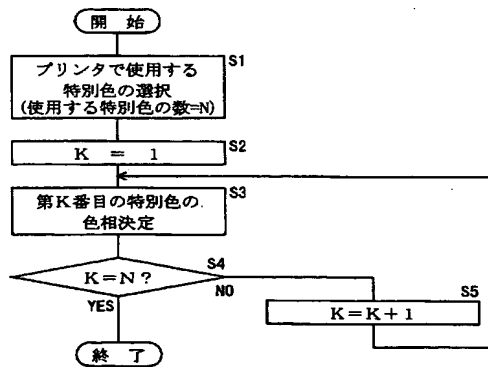 開 始
S1
プリンタで使用する
特別色の選択
(使用する特別色の数=N)
S2
K = 1
S3
第K番目の特別色の
色相決定
S4
K=N?
NO
YES
S5
K=K+1
終 了